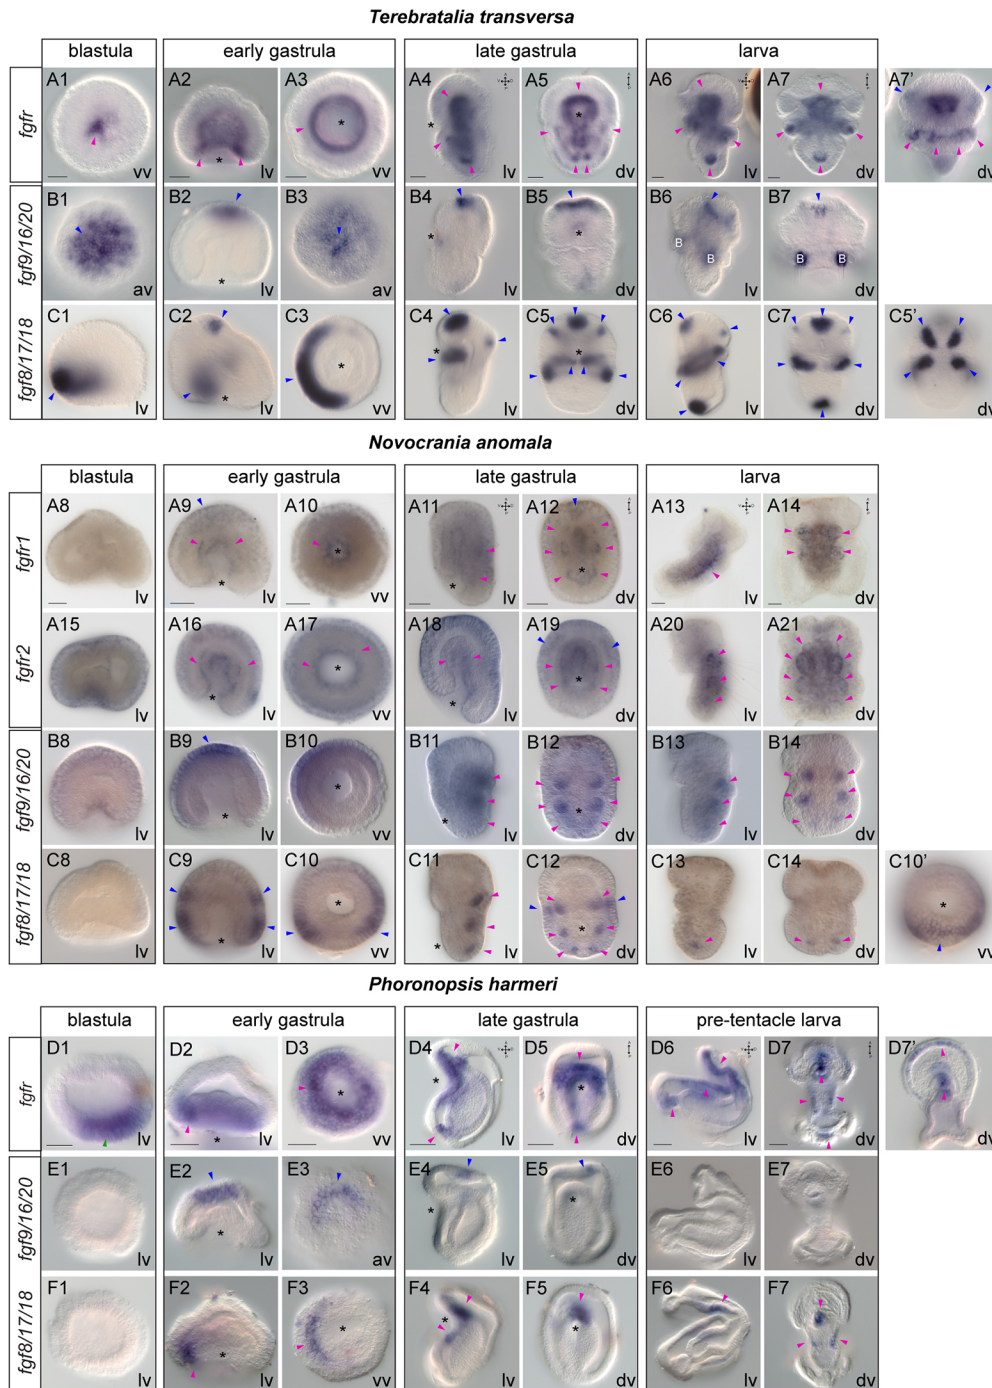 Terebratalia transversa
blastula early gastrula late gastrula larva
fgfr
A1 A2 A3 A4 A5 A6 A7 A7’
* * * *
vv lv vv lv dv lv dv dv
fgf9/16/20
B1 B2 B3 B4 B5 B6 B7
* * * B B B B
av lv av lv dv lv dv
fgf8/17/18
C1 C2 C3 C4 C5 C6 C7 C5’
* * * *
lv lv vv lv dv lv dv dv
Novocrania anomala
blastula early gastrula late gastrula larva
fgfr1
A8 A9 A10 A11 A12 A13 A14
* * * *
lv lv vv lv dv lv dv
fgfr2
A15 A16 A17 A18 A19 A20 A21
* * * *
lv lv vv lv dv lv dv
fgf9/16/20
B8 B9 B10 B11 B12 B13 B14
* * * *
lv lv vv lv dv lv dv
fgf8/17/18
C8 C9 C10 C11 C12 C13 C14 C10’
* * * * *
lv lv vv lv dv lv dv vv
Phoronopsis harmeri
blastula early gastrula late gastrula pre-tentacle larva
fgfr
D1 D2 D3 D4 D5 D6 D7 D7’
* * * *
lv lv vv lv dv lv dv
fgf9/16/20
E1 E2 E3 E4 E5 E6 E7
* * *
lv lv av lv dv lv dv
fgf8/17/18
F1 F2 F3 F4 F5 F6 F7
* * * *
lv lv vv lv dv lv dv